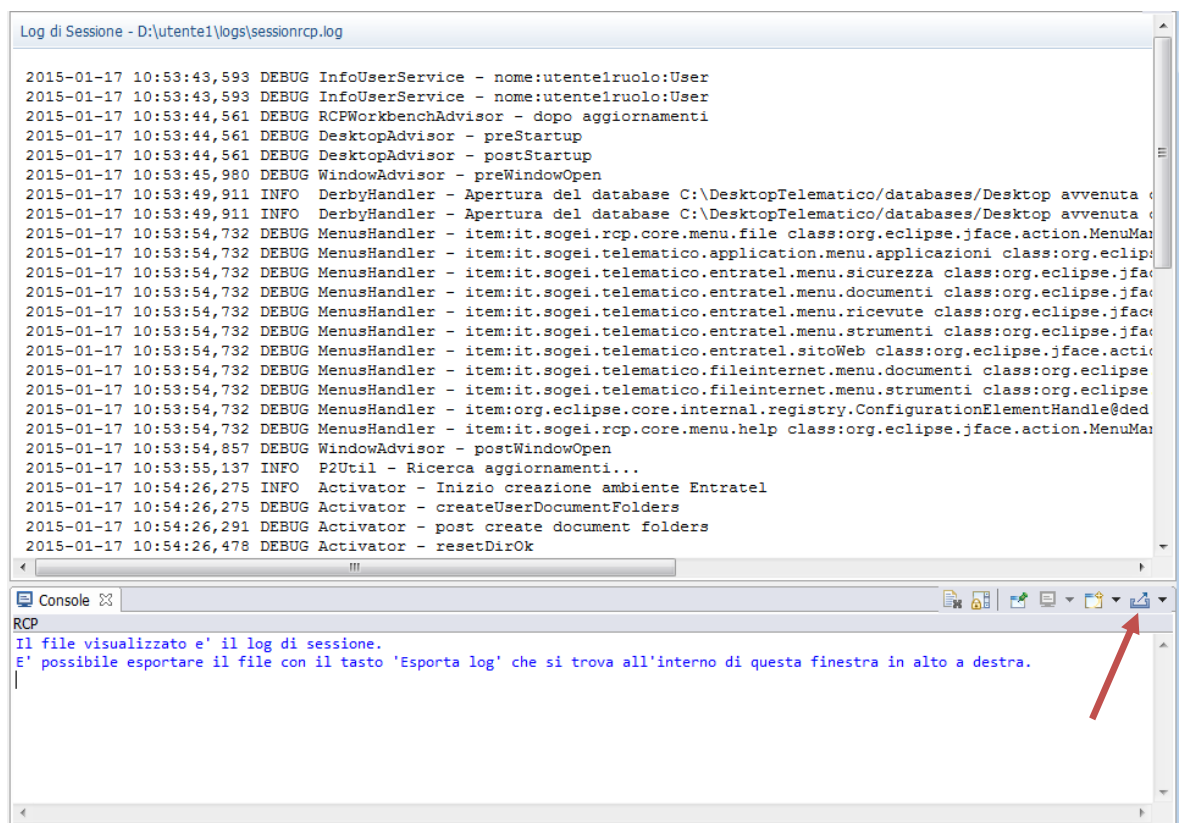 Log di Sessione - D:\utente1\logs\sessionrcp.log
2015-01-17 10:53:43,593 DEBUG InfoUserService - nome:utente1ruolo:User
2015-01-17 10:53:43,593 DEBUG InfoUserService - nome:utente1ruolo:User
2015-01-17 10:53:44,561 DEBUG RCPWorkbenchAdvisor - dopo aggiornamenti
2015-01-17 10:53:44,561 DEBUG DesktopAdvisor - preStartup
2015-01-17 10:53:44,561 DEBUG DesktopAdvisor - postStartup
2015-01-17 10:53:45,980 DEBUG WindowAdvisor - preWindowOpen
2015-01-17 10:53:49,911 INFO  DerbyHandler - Apertura del database C:\DesktopTelematico/databases/Desktop avvenuta
2015-01-17 10:53:49,911 INFO  DerbyHandler - Apertura del database C:\DesktopTelematico/databases/Desktop avvenuta
2015-01-17 10:53:54,732 DEBUG MenusHandler - item:it.sogei.rcp.core.menu.file class:org.eclipse.jface.action.MenuMa
2015-01-17 10:53:54,732 DEBUG MenusHandler - item:it.sogei.telematico.application.menu.applicazioni class:org.eclip
2015-01-17 10:53:54,732 DEBUG MenusHandler - item:it.sogei.telematico.entratel.menu.sicurezza class:org.eclipse.jfa
2015-01-17 10:53:54,732 DEBUG MenusHandler - item:it.sogei.telematico.entratel.menu.documenti class:org.eclipse.jfa
2015-01-17 10:53:54,732 DEBUG MenusHandler - item:it.sogei.telematico.entratel.menu.ricevute class:org.eclipse.jface
2015-01-17 10:53:54,732 DEBUG MenusHandler - item:it.sogei.telematico.entratel.menu.strumenti class:org.eclipse.jfa
2015-01-17 10:53:54,732 DEBUG MenusHandler - item:it.sogei.telematico.entratel.sitoWeb class:org.eclipse.jface.actio
2015-01-17 10:53:54,732 DEBUG MenusHandler - item:it.sogei.telematico.fileinternet.menu.documenti class:org.eclipse
2015-01-17 10:53:54,732 DEBUG MenusHandler - item:it.sogei.telematico.fileinternet.menu.strumenti class:org.eclipse
2015-01-17 10:53:54,732 DEBUG MenusHandler - item:org.eclipse.core.internal.registry.ConfigurationElementHandle@ded
2015-01-17 10:53:54,732 DEBUG MenusHandler - item:it.sogei.rcp.core.menu.help class:org.eclipse.jface.action.MenuMa
2015-01-17 10:53:54,857 DEBUG WindowAdvisor - postWindowOpen
2015-01-17 10:53:55,137 INFO  P2Util - Ricerca aggiornamenti...
2015-01-17 10:54:26,275 INFO  Activator - Inizio creazione ambiente Entratel
2015-01-17 10:54:26,275 DEBUG Activator - createUserDocumentFolders
2015-01-17 10:54:26,291 DEBUG Activator - post create document folders
2015-01-17 10:54:26,478 DEBUG Activator - resetDirOk
Console
RCP
Il file visualizzato e' il log di sessione.
E' possibile esportare il file con il tasto 'Esporta log' che si trova all'interno di questa finestra in alto a destra.